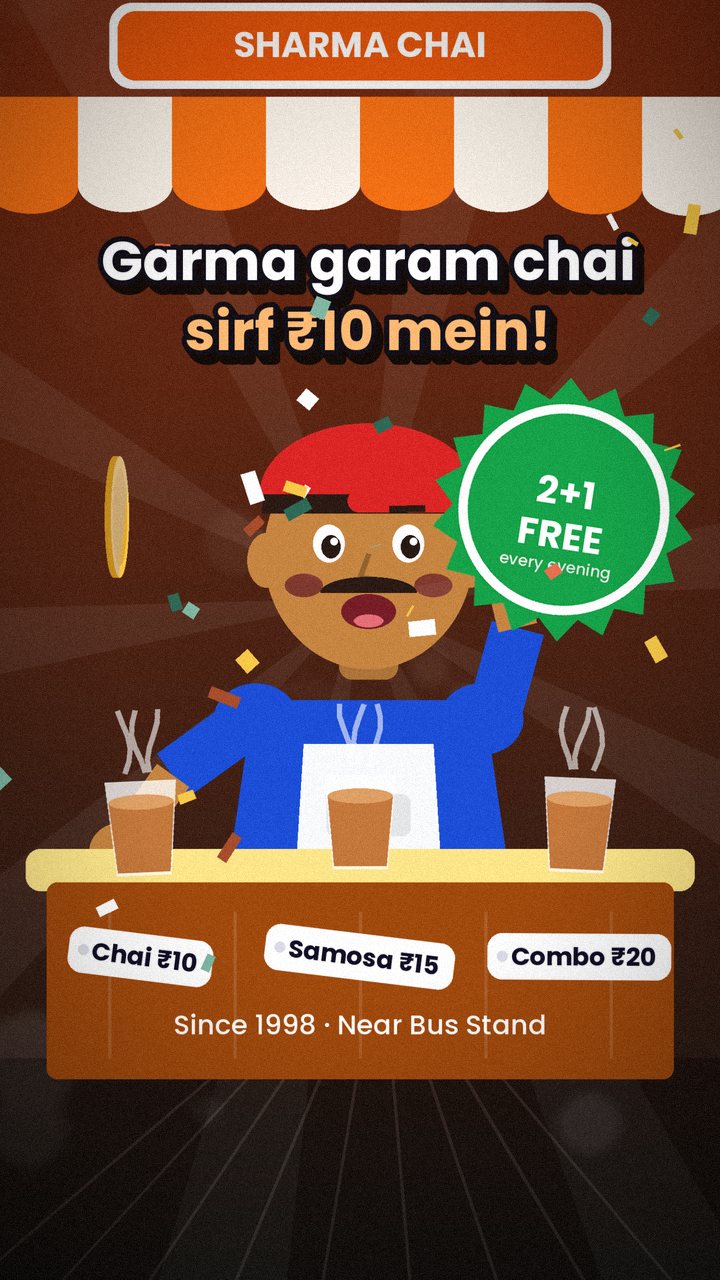 SHARMA CHAI
Garma garam chai
sirf ₹10 mein!
2+1
FREE
every evening
Chai ₹10
Samosa ₹15
Combo ₹20
Since 1998 · Near Bus Stand